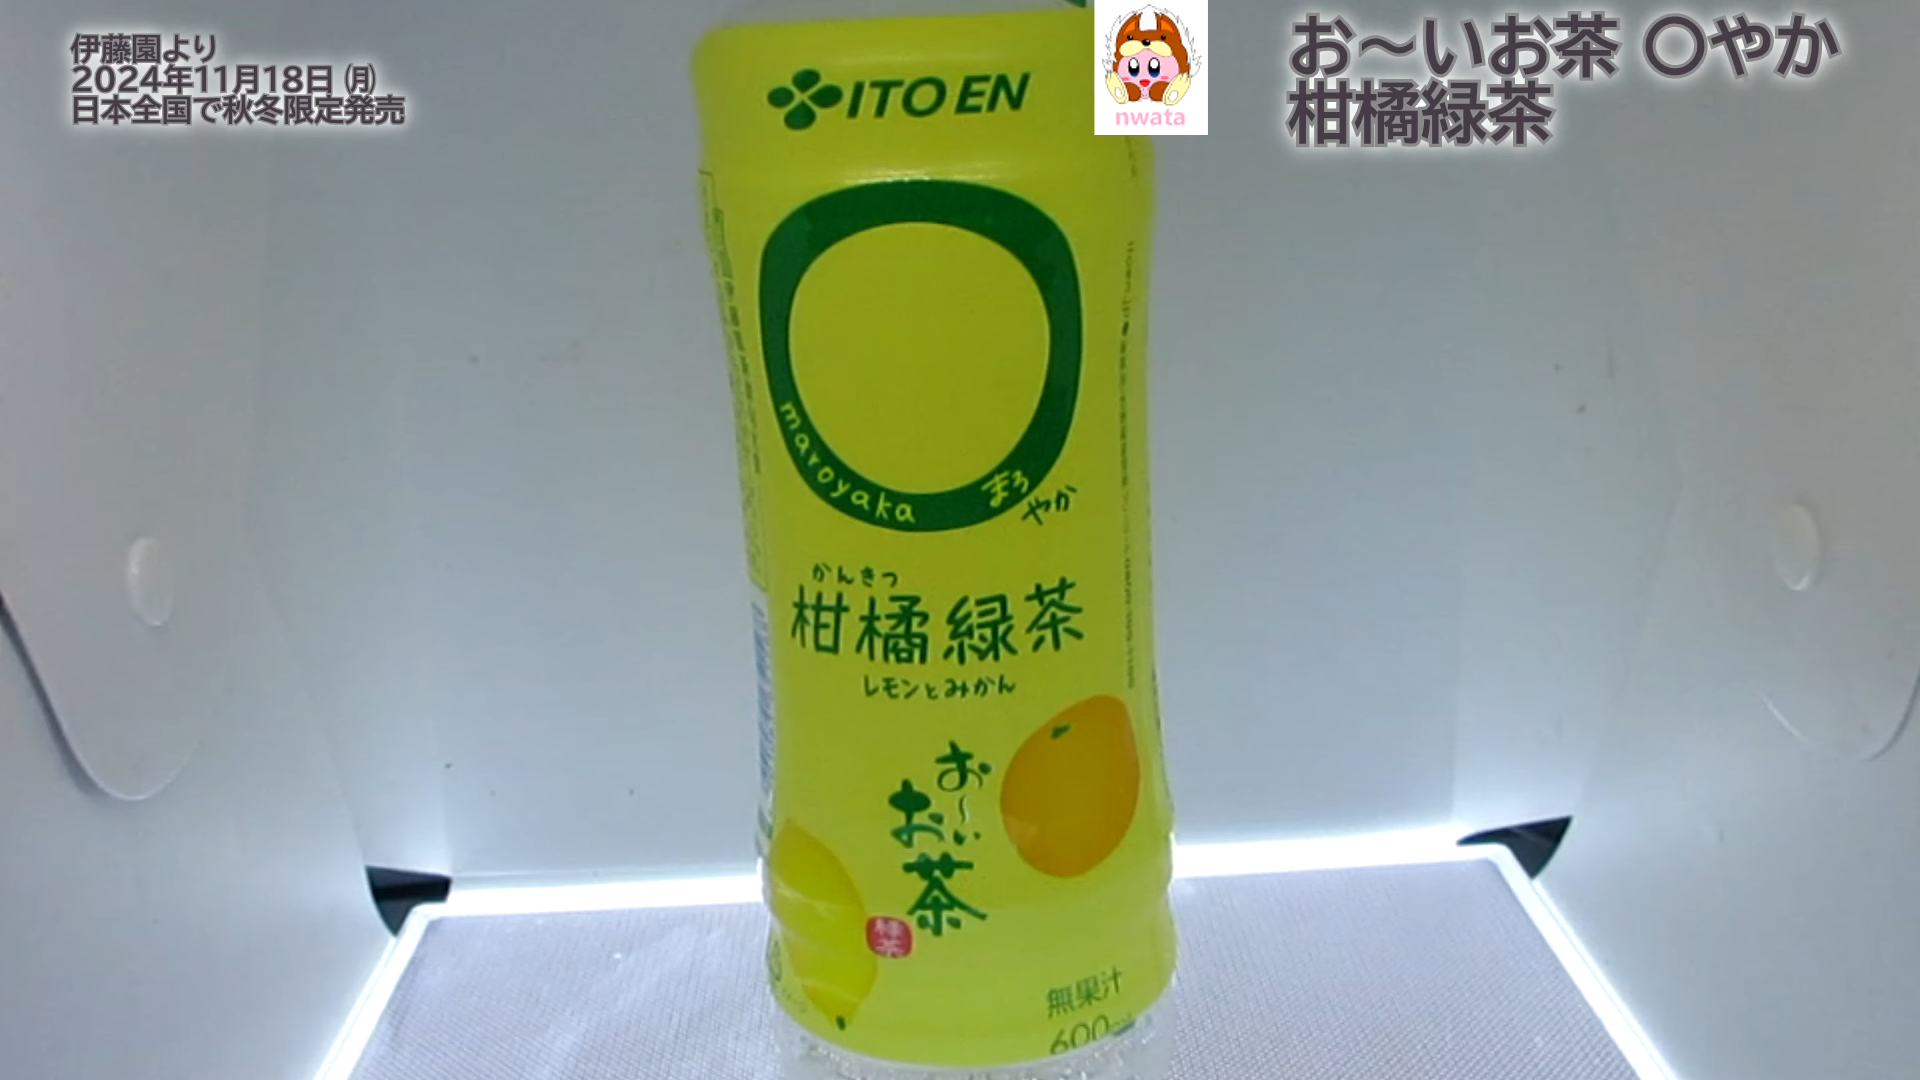 伊藤園より
2024年11月18日 ㈪
日本全国で秋冬限定発売
nwata
お～いお茶 〇やか
柑橘緑茶
ITO EN
maroyaka
まろ
やか
かんきつ
柑橘緑茶
レモンとみかん
お～い
お茶
緑茶
無果汁
600ml